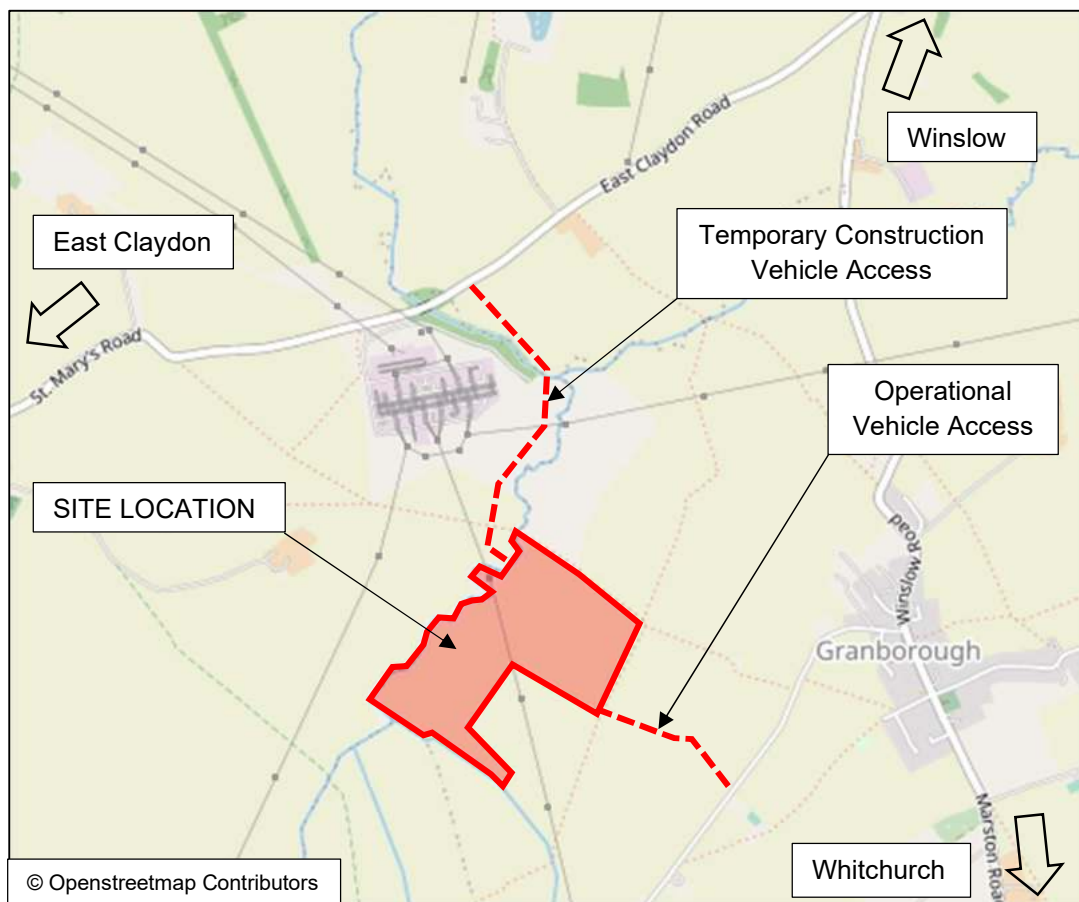 Winslow
East Claydon Road
East Claydon
Temporary Construction
Vehicle Access
St. Mary's Road
Operational
Vehicle Access
SITE LOCATION
Winslow Road
Granborough
Marston Road
Whitchurch
© Openstreetmap Contributors